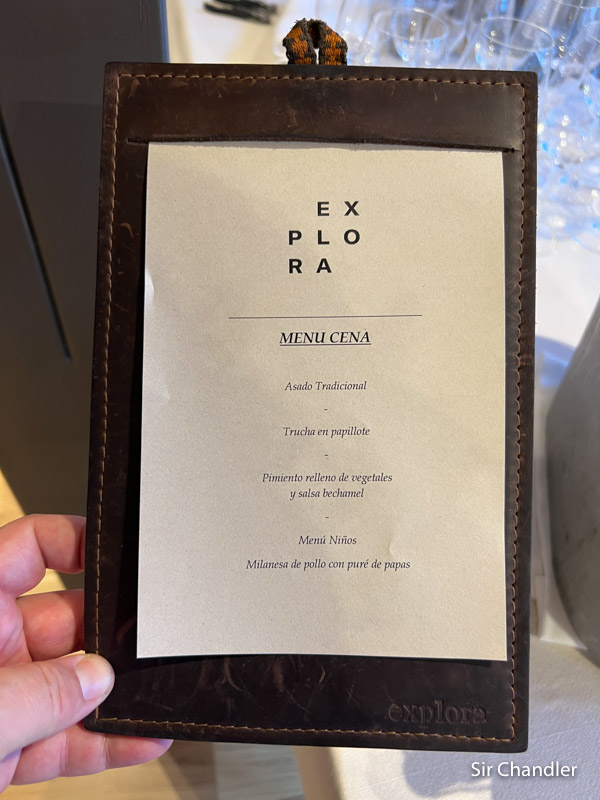 EX
PLO
RA
MENU CENA
Asado Tradicional
-
Trucha en papillote
-
Pimiento relleno de vegetales
y salsa bechamel
-
Menú Niños
Milanesa de pollo con puré de papas
explora
Sir Chandler